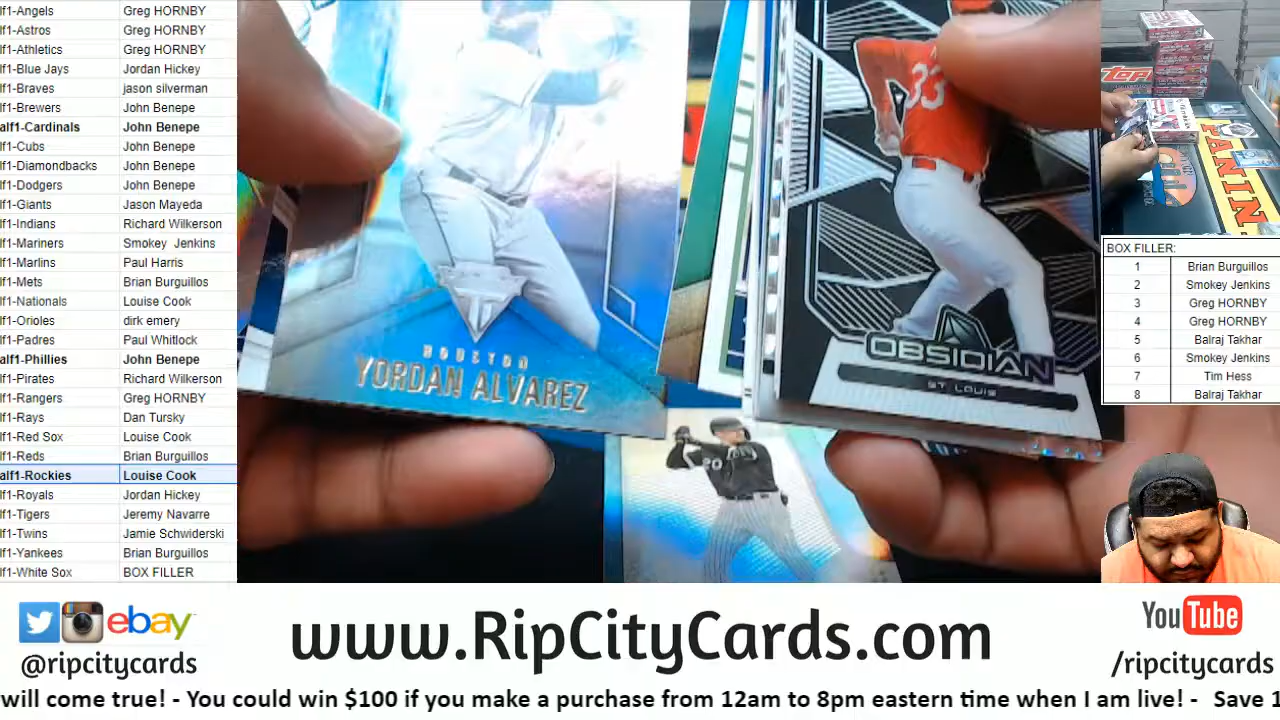 lf1-Angels Greg HORNBY
lf1-Astros Greg HORNBY
lf1-Athletics Greg HORNBY
lf1-Blue Jays Jordan Hickey
lf1-Braves jason silverman
lf1-Brewers John Benepe
alf1-Cardinals John Benepe
lf1-Cubs John Benepe
lf1-Diamondbacks John Benepe
lf1-Dodgers John Benepe
lf1-Giants Jason Mayeda
lf1-Indians Richard Wilkerson
lf1-Mariners Smokey Jenkins
lf1-Marlins Paul Harris
lf1-Mets Brian Burguillos
lf1-Nationals Louise Cook
lf1-Orioles dirk emery
lf1-Padres Paul Whitlock
alf1-Phillies John Benepe
lf1-Pirates Richard Wilkerson
lf1-Rangers Greg HORNBY
lf1-Rays Dan Tursky
lf1-Red Sox Louise Cook
lf1-Reds Brian Burguillos
alf1-Rockies Louise Cook
lf1-Royals Jordan Hickey
lf1-Tigers Jeremy Navarre
lf1-Twins Jamie Schwiderski
lf1-Yankees Brian Burguillos
lf1-White Sox BOX FILLER
HOUSTON
YORDAN ALVAREZ
33
OBSIDIAN
ST. LOUIS
20
TOPP
PANINI
BOX FILLER:
1 Brian Burguillos
2 Smokey Jenkins
3 Greg HORNBY
4 Greg HORNBY
5 Balraj Takhar
6 Smokey Jenkins
7 Tim Hess
8 Balraj Takhar
ebay
@ripcitycards
www.RipCityCards.com
YouTube
/ripcitycards
will come true! - You could win $100 if you make a purchase from 12am to 8pm eastern time when I am live! - Save 1